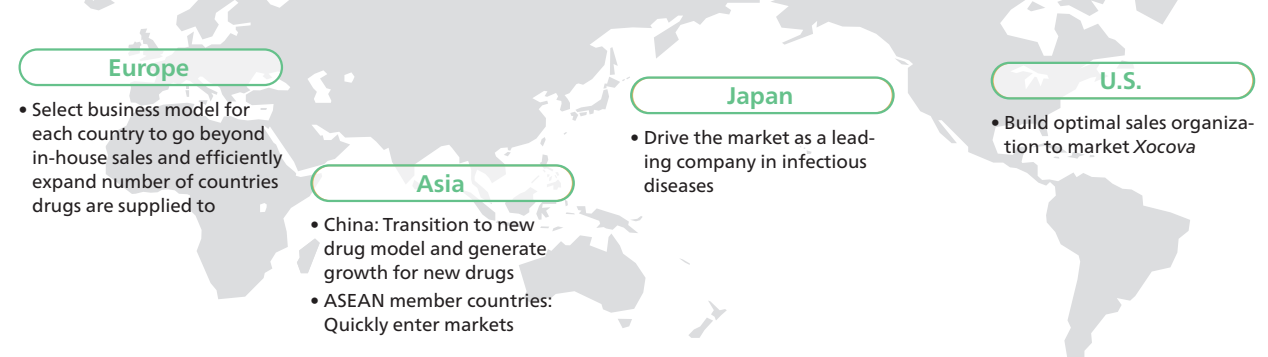 Europe
• Select business model for
each country to go beyond
in-house sales and efficiently
expand number of countries
drugs are supplied to
Asia
• China: Transition to new
drug model and generate
growth for new drugs
• ASEAN member countries:
Quickly enter markets
Japan
• Drive the market as a lead-
ing company in infectious
diseases
U.S.
• Build optimal sales organiza-
tion to market Xocova